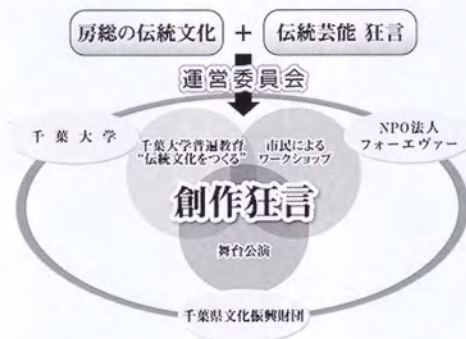 房総の伝統文化 + 伝統芸能 狂言
運営委員会
千葉大学
千葉大学普遍教育
"伝統文化をつくる"
市民による
ワークショップ
NPO法人
フォーエヴァー
創作狂言
舞台公演
千葉県文化振興財団